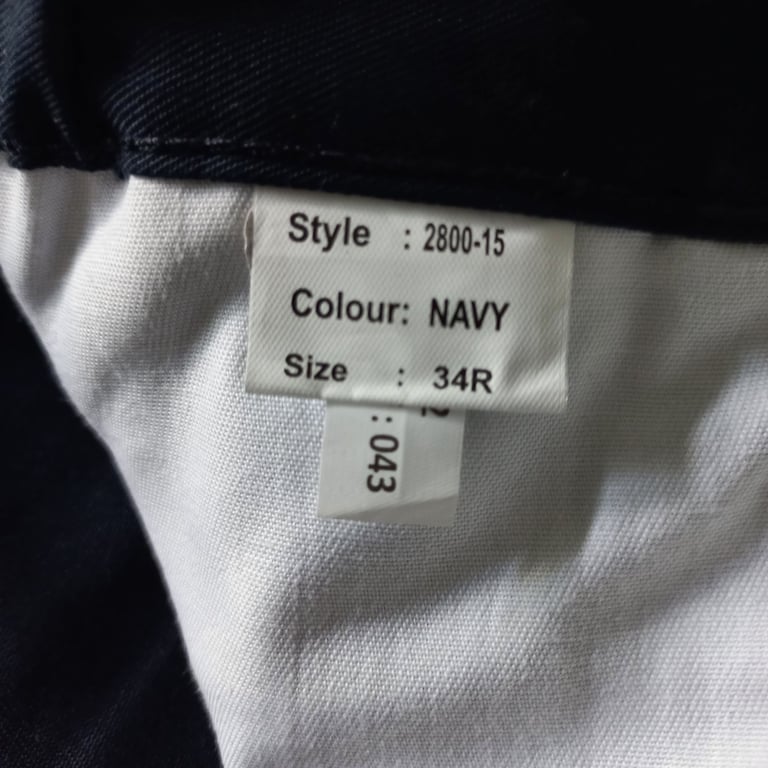 Style : 2800-15
Colour: NAVY
Size : 34R
: 043